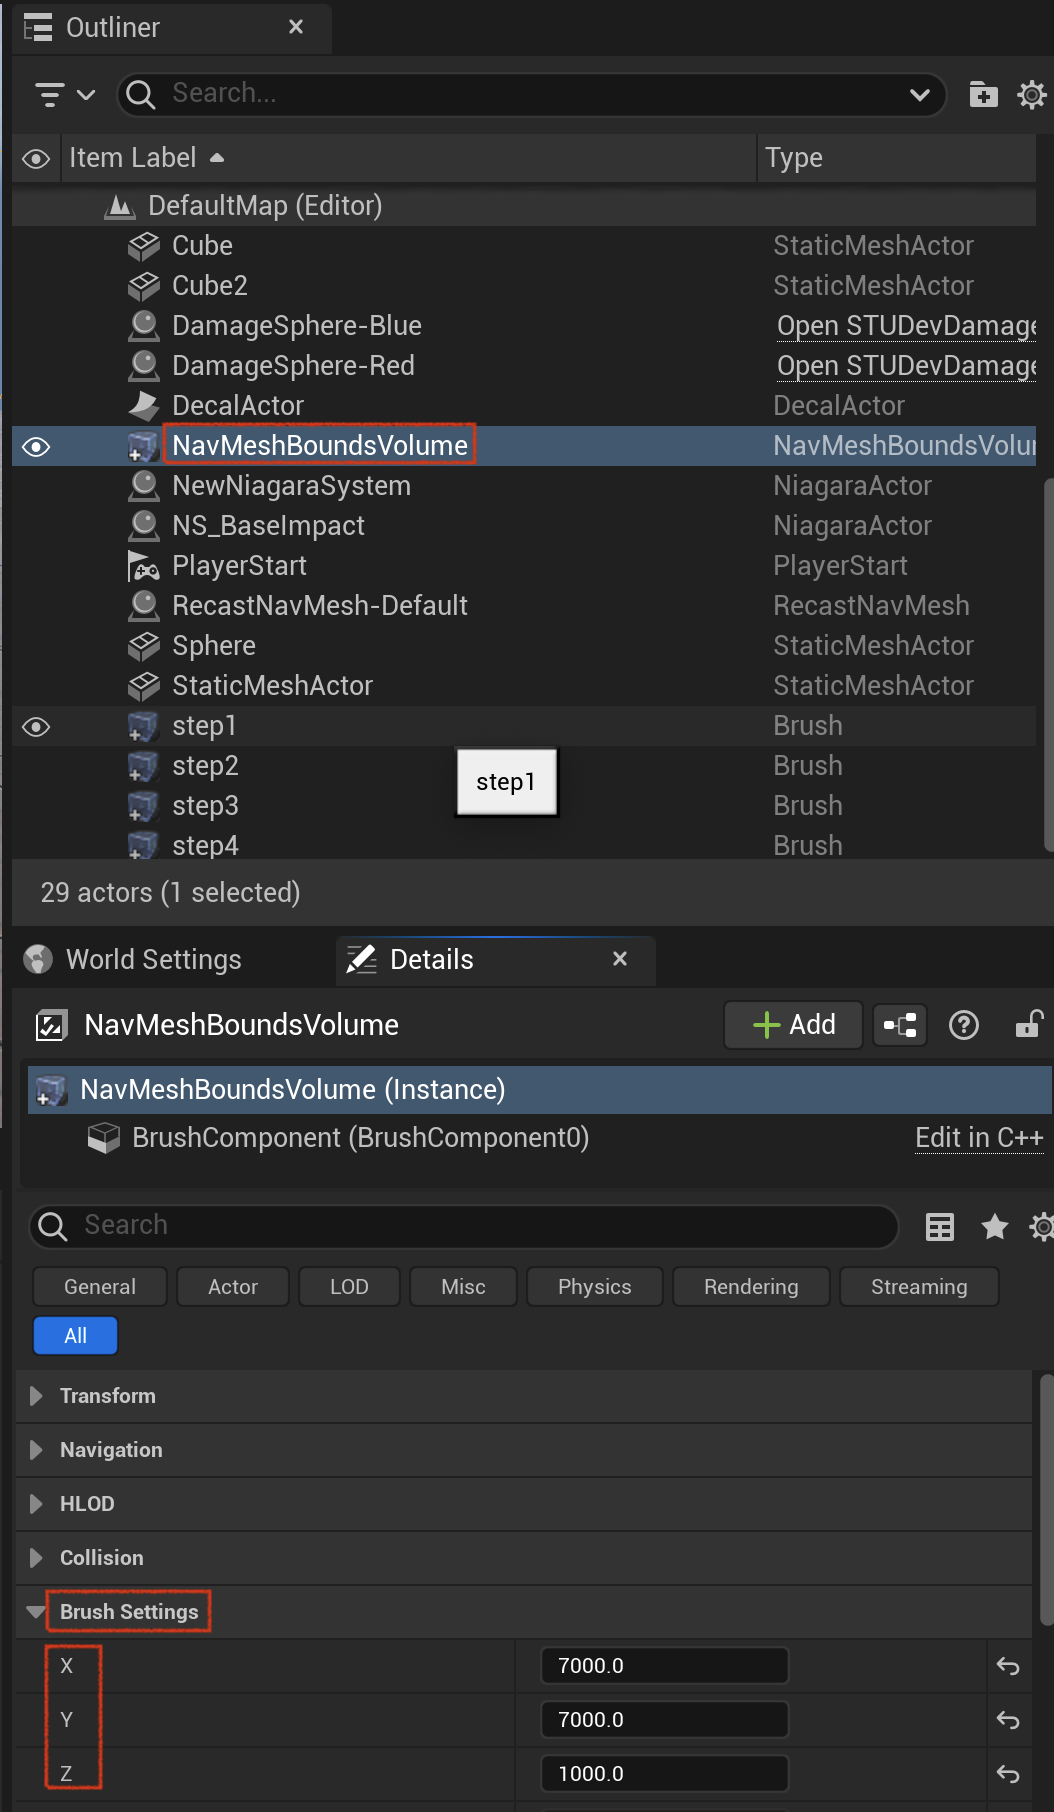 Outliner
Search...
Item Label Type
DefaultMap (Editor)
Cube StaticMeshActor
Cube2 StaticMeshActor
DamageSphere-Blue Open STUDevDamage
DamageSphere-Red Open STUDevDamage
DecalActor DecalActor
NavMeshBoundsVolume NavMeshBoundsVolu
NewNiagaraSystem NiagaraActor
NS_BaseImpact NiagaraActor
PlayerStart PlayerStart
RecastNavMesh-Default RecastNavMesh
Sphere StaticMeshActor
StaticMeshActor StaticMeshActor
step1 Brush
step2 Brush
step1
step3 Brush
step4 Brush
29 actors (1 selected)
World Settings Details
NavMeshBoundsVolume Add
NavMeshBoundsVolume (Instance)
BrushComponent (BrushComponent0) Edit in C++
Search
General Actor LOD Misc Physics Rendering Streaming
All
Transform
Navigation
HLOD
Collision
Brush Settings
X 7000.0
Y 7000.0
Z 1000.0